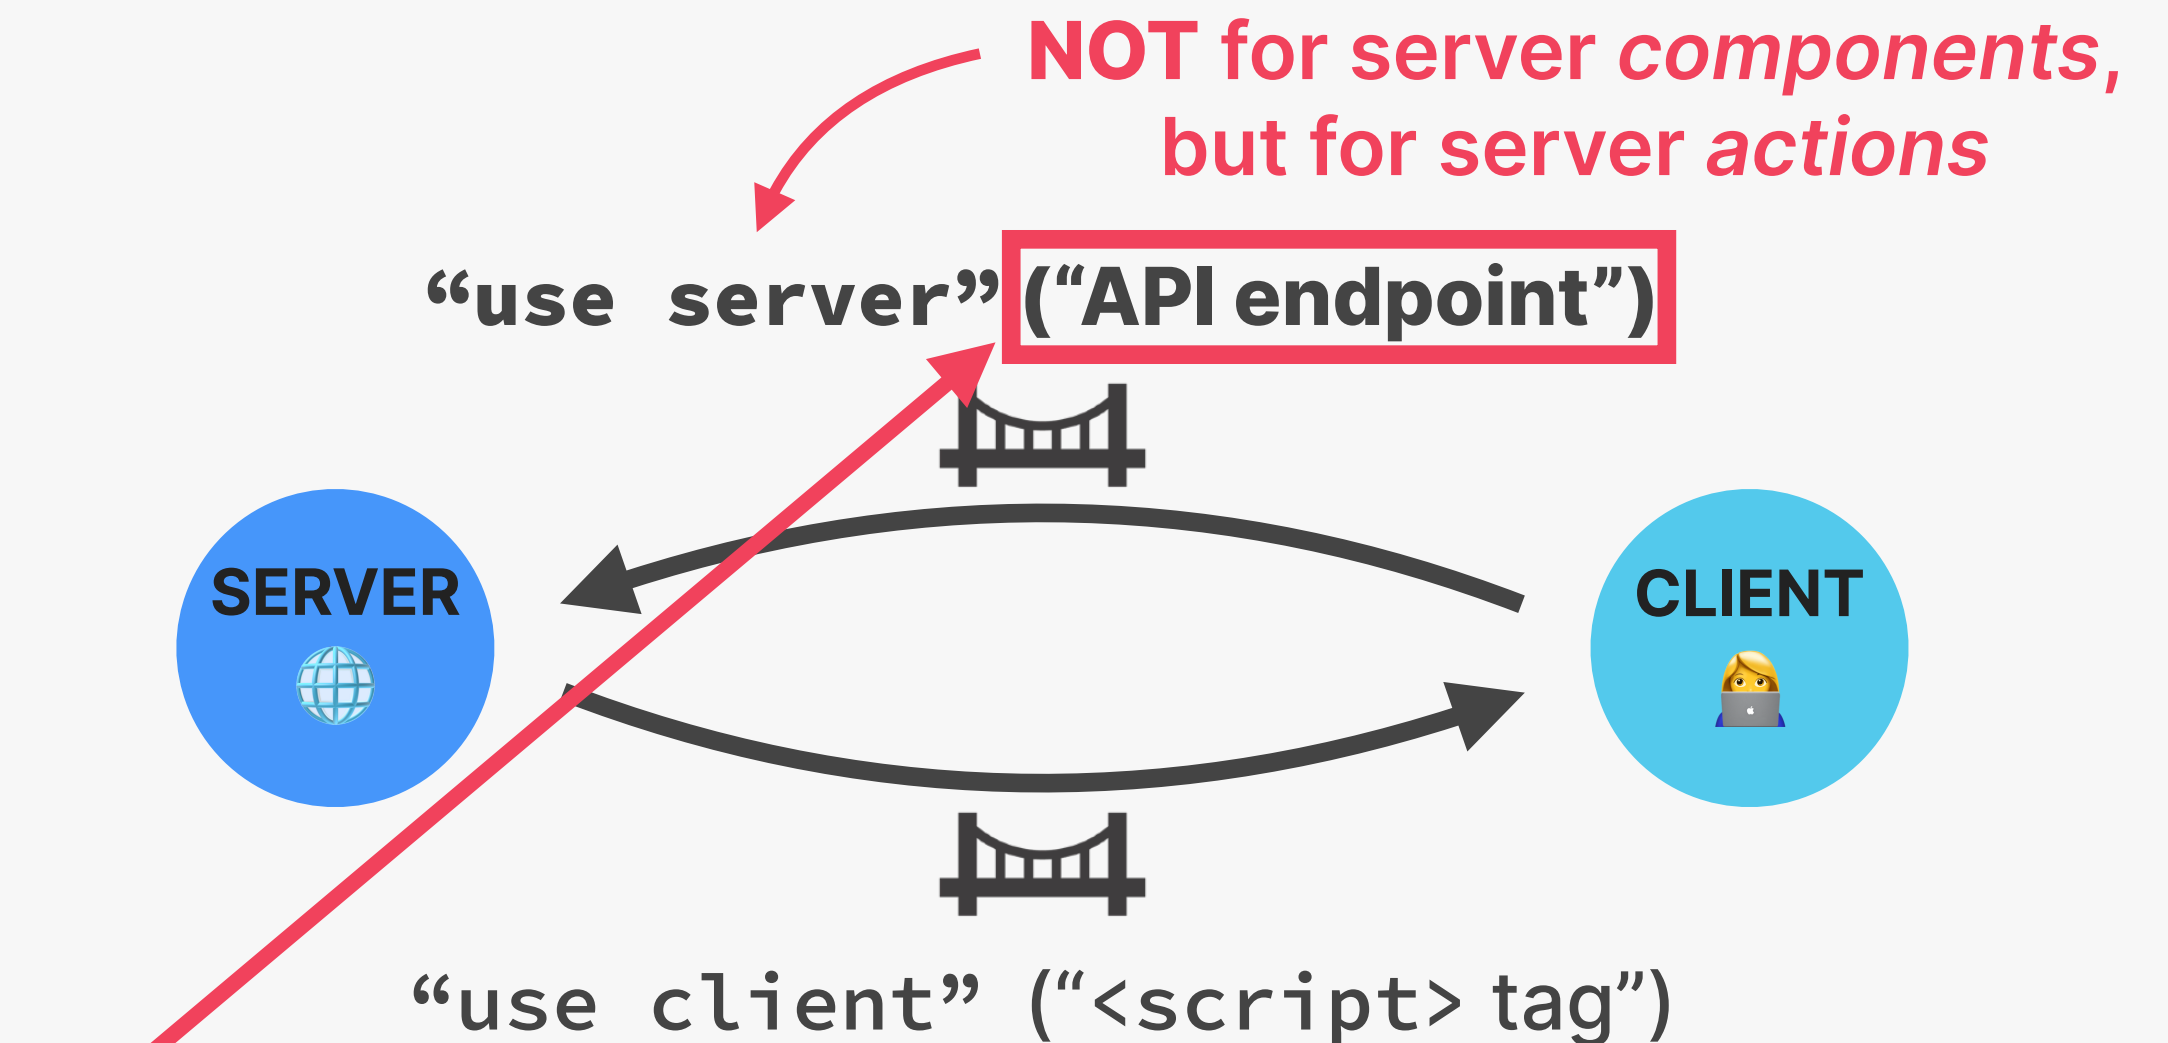 NOT for server components,
but for server actions
“use server” (“API endpoint”)
SERVER
CLIENT
“use client” (“<script> tag”)